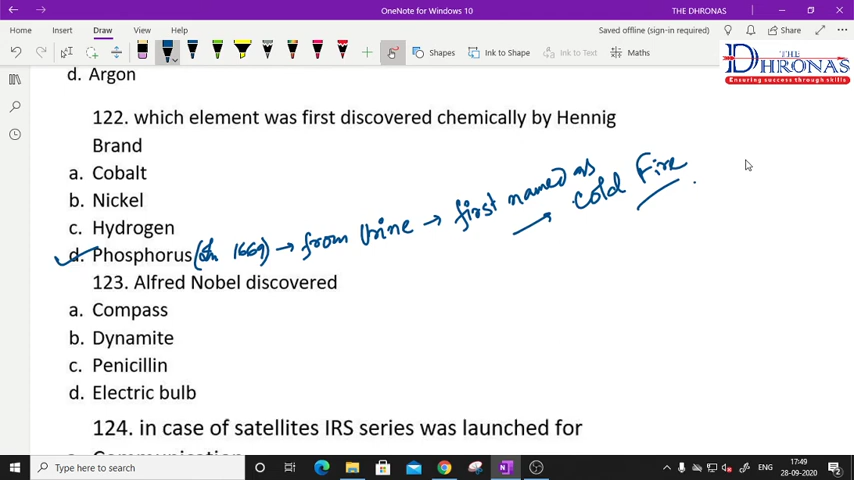 OneNote for Windows 10
THE DHRONAS
Home Insert Draw View Help
Saved offline (sign-in required) Share
Shapes Ink to Shape Ink to Text Maths
THE
DHRONAS
Ensuring success through skills
d. Argon
122. which element was first discovered chemically by Hennig
Brand
a. Cobalt
b. Nickel
c. Hydrogen
d. Phosphorus (In 1669) → from Urine → first named as → cold Fire
123. Alfred Nobel discovered
a. Compass
b. Dynamite
c. Penicillin
d. Electric bulb
124. in case of satellites IRS series was launched for
a. Communication
Type here to search
ENG
17:49
28-09-2020